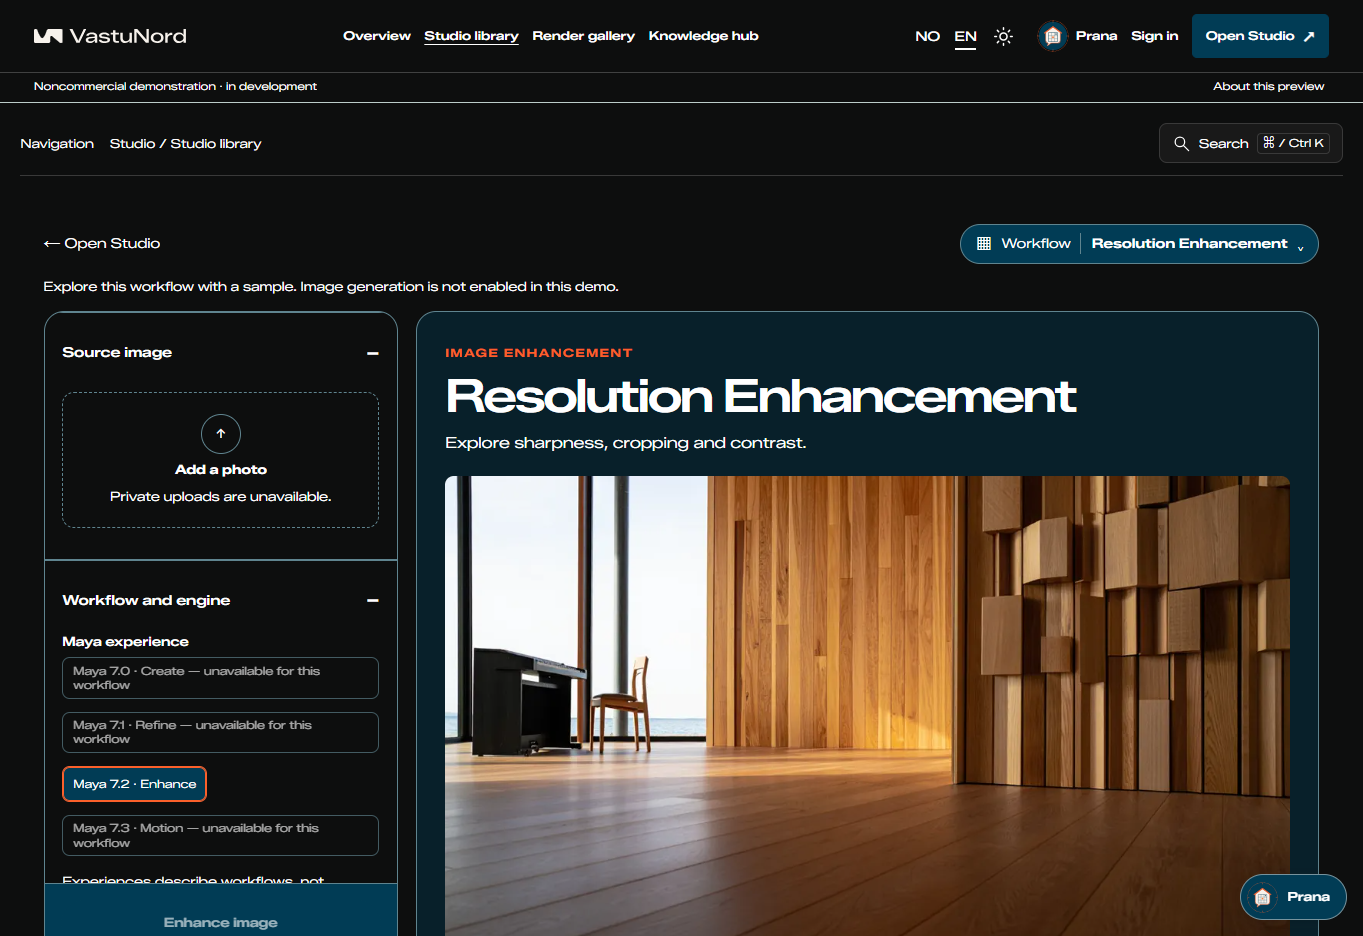 VastuNord
Overview Studio library Render gallery Knowledge hub
NO EN Prana Sign in Open Studio ↗
Noncommercial demonstration · in development
About this preview
Navigation Studio / Studio library
Search ⌘ / Ctrl K
← Open Studio
Workflow Resolution Enhancement
Explore this workflow with a sample. Image generation is not enabled in this demo.
Source image
Add a photo
Private uploads are unavailable.
Workflow and engine
Maya experience
Maya 7.0 · Create — unavailable for this
workflow
Maya 7.1 · Refine — unavailable for this
workflow
Maya 7.2 · Enhance
Maya 7.3 · Motion — unavailable for this
workflow
Experiences describe workflows, not
Enhance image
IMAGE ENHANCEMENT
Resolution Enhancement
Explore sharpness, cropping and contrast.
Prana